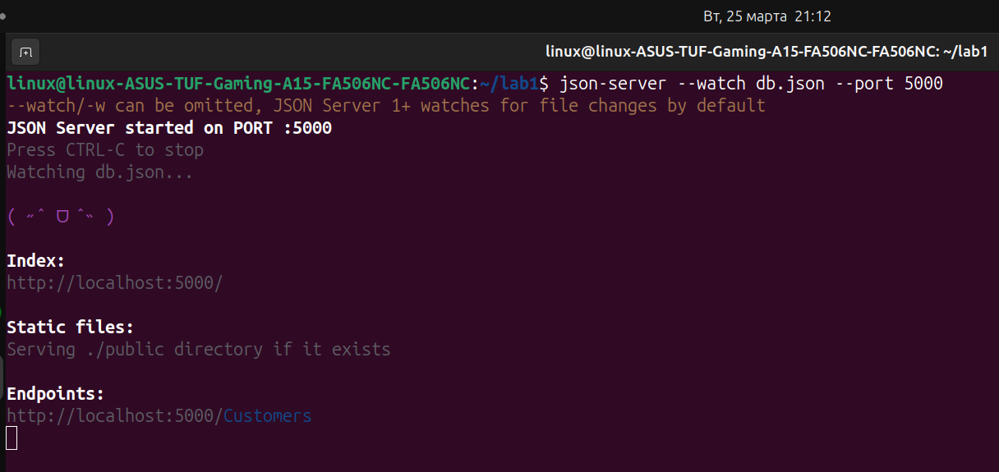 Вт, 25 марта 21:12
linux@linux-ASUS-TUF-Gaming-A15-FA506NC-FA506NC: ~/lab1
linux@linux-ASUS-TUF-Gaming-A15-FA506NC-FA506NC:~/lab1$ json-server --watch db.json --port 5000
--watch/-w can be omitted, JSON Server 1+ watches for file changes by default
JSON Server started on PORT :5000
Press CTRL-C to stop
Watching db.json...
( ˶ˆ ᗜ ˆ˵ )
Index:
http://localhost:5000/
Static files:
Serving ./public directory if it exists
Endpoints:
http://localhost:5000/Customers